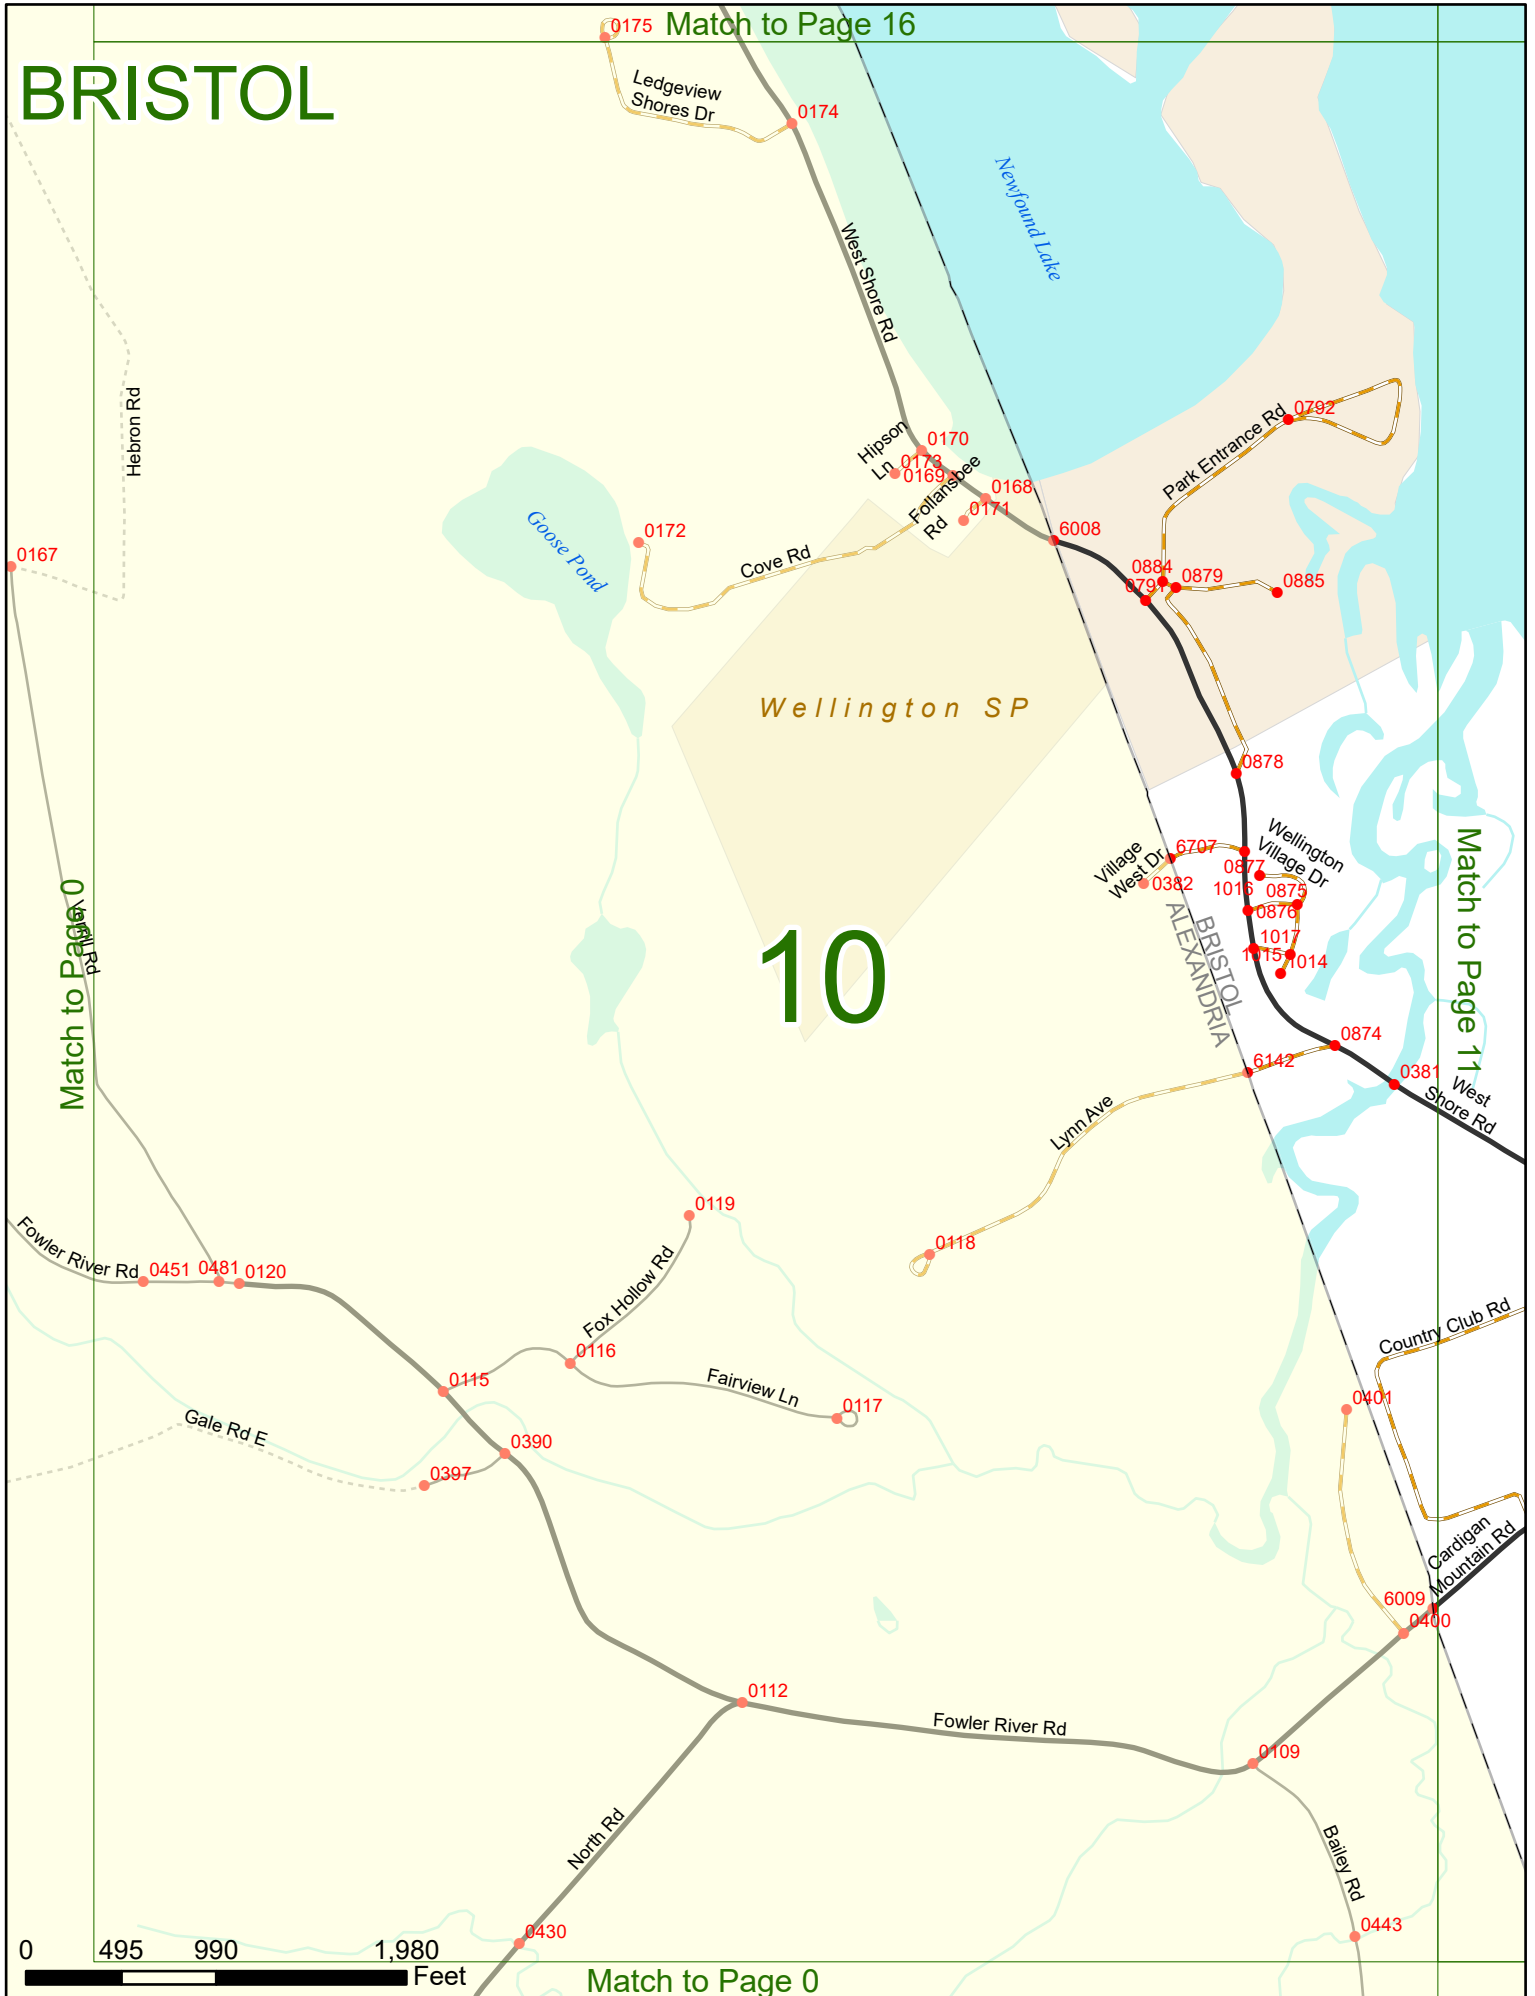 Match to Page 16
BRISTOL
0175
Ledgeview
Shores Dr
0174
Newfound Lake
West Shore Rd
Hebron Rd
0792
Park Entrance Rd
Hipson
Ln
0170
0173
0169
Follansbee
Rd
0168
0171
Goose Pond
0172
Cove Rd
6008
0167
0884
0879
0791
0885
Wellington SP
0878
Village
West Dr
6707
0382
Wellington
Village Dr
0877
1016
0875
0876
1017
1015
1014
BRISTOL
ALEXANDRIA
Match to Page 0
Verrill Rd
10
Match to Page 11
0874
6142
0381
West
Shore Rd
Lynn Ave
0119
0118
Fowler River Rd
0451
0481
0120
Fox Hollow Rd
Country Club Rd
0116
0115
Fairview Ln
0117
0401
Gale Rd E
0390
0397
Cardigan
Mountain Rd
6009
0400
0112
Fowler River Rd
0109
North Rd
Bailey Rd
0430
0443
0 495 990 1,980
Feet
Match to Page 0